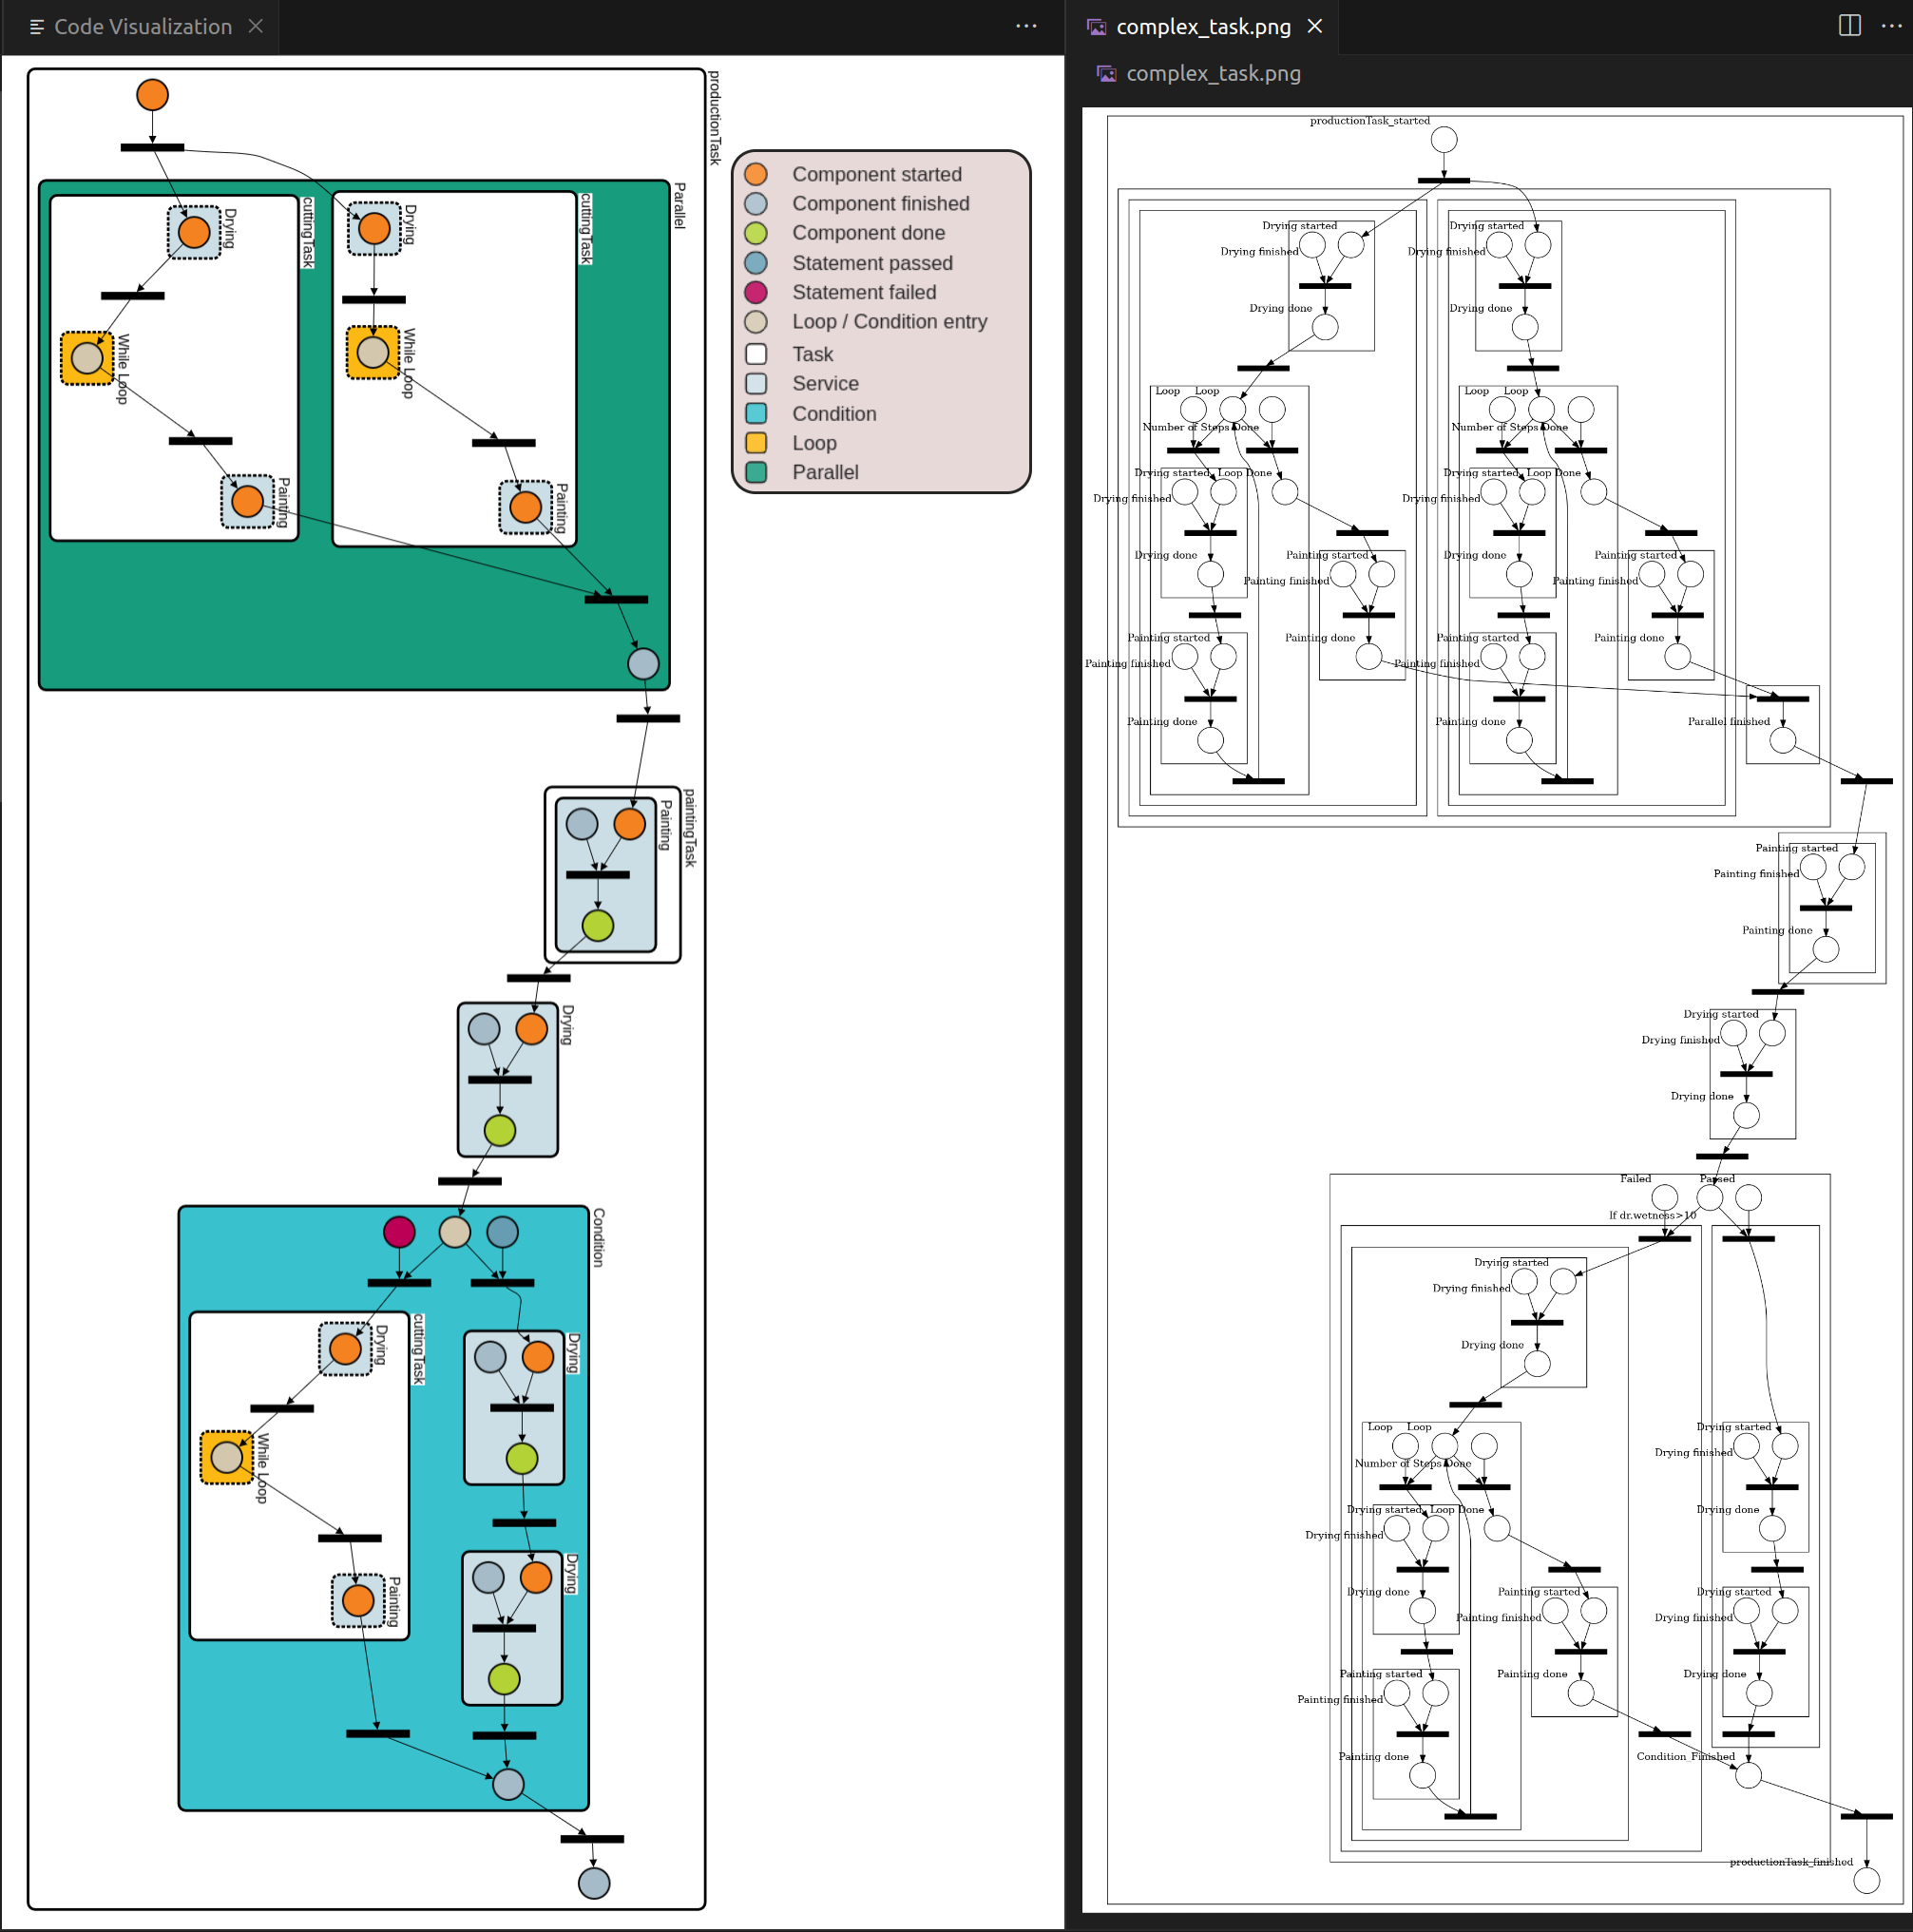 Code Visualization
productionTask
Parallel
cuttingTask
Drying
While Loop
Painting
cuttingTask
Drying
While Loop
Painting
Component started
Component finished
Component done
Statement passed
Statement failed
Loop / Condition entry
Task
Service
Condition
Loop
Parallel
paintingTask
Painting
Drying
Condition
cuttingTask
Drying
While Loop
Painting
Drying
Drying
complex_task.png
complex_task.png
productionTask_started
Drying started
Drying finished
Drying done
Drying started
Drying finished
Drying done
Loop Loop
Number of Steps Done
Drying started Loop Done
Drying finished
Drying done
Painting started
Painting finished
Painting done
Painting started
Painting finished
Painting done
Loop Loop
Number of Steps Done
Drying started Loop Done
Drying finished
Drying done
Painting started
Painting finished
Painting done
Painting started
Painting finished
Painting done
Parallel finished
Painting started
Painting finished
Painting done
Drying started
Drying finished
Drying done
Failed
Passed
If dr.wetness>10
Drying started
Drying finished
Drying done
Loop Loop
Number of Steps Done
Drying started Loop Done
Drying finished
Drying done
Painting started
Painting finished
Painting done
Painting started
Painting finished
Painting done
Drying started
Drying finished
Drying done
Drying started
Drying finished
Drying done
Condition_Finished
productionTask_finished